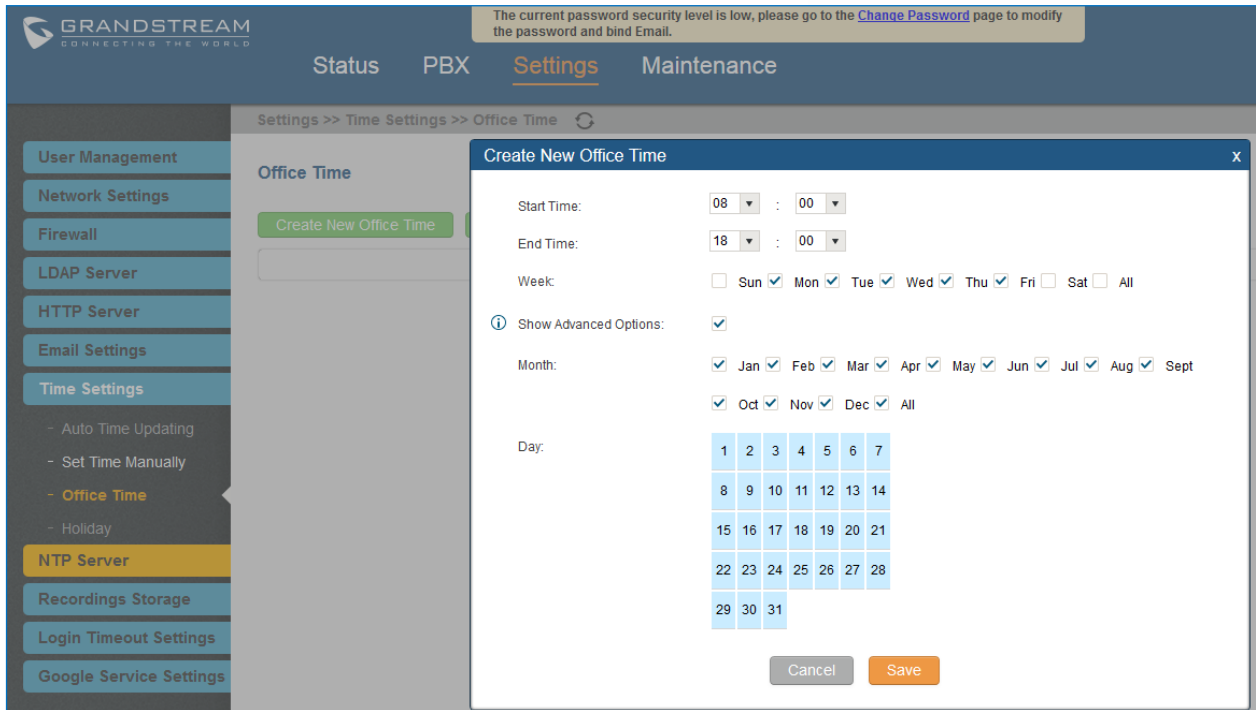 GRANDSTREAM
CONNECTING THE WORLD
The current password security level is low, please go to the Change Password page to modify
the password and bind Email.
Status PBX Settings Maintenance
Settings >> Time Settings >> Office Time
User Management
Network Settings
Firewall
LDAP Server
HTTP Server
Email Settings
Time Settings
- Auto Time Updating
- Set Time Manually
- Office Time
- Holiday
NTP Server
Recordings Storage
Login Timeout Settings
Google Service Settings
Office Time
Create New Office Time
Create New Office Time x
Start Time: 08 : 00
End Time: 18 : 00
Week: Sun Mon Tue Wed Thu Fri Sat All
Show Advanced Options:
Month: Jan Feb Mar Apr May Jun Jul Aug Sept
Oct Nov Dec All
Day:
1 2 3 4 5 6 7
8 9 10 11 12 13 14
15 16 17 18 19 20 21
22 23 24 25 26 27 28
29 30 31
Cancel Save